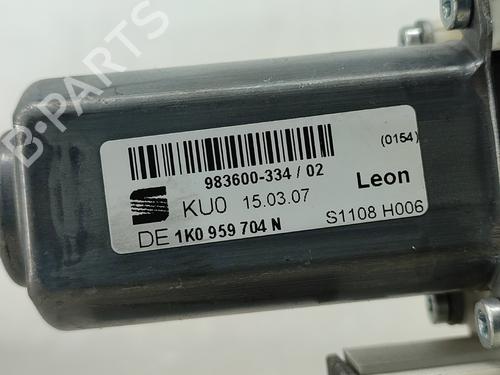 B-PARTS
(0154)
983600-334 / 02
KU0 15.03.07
Leon
DE 1K0 959 704 N
S1108 H006